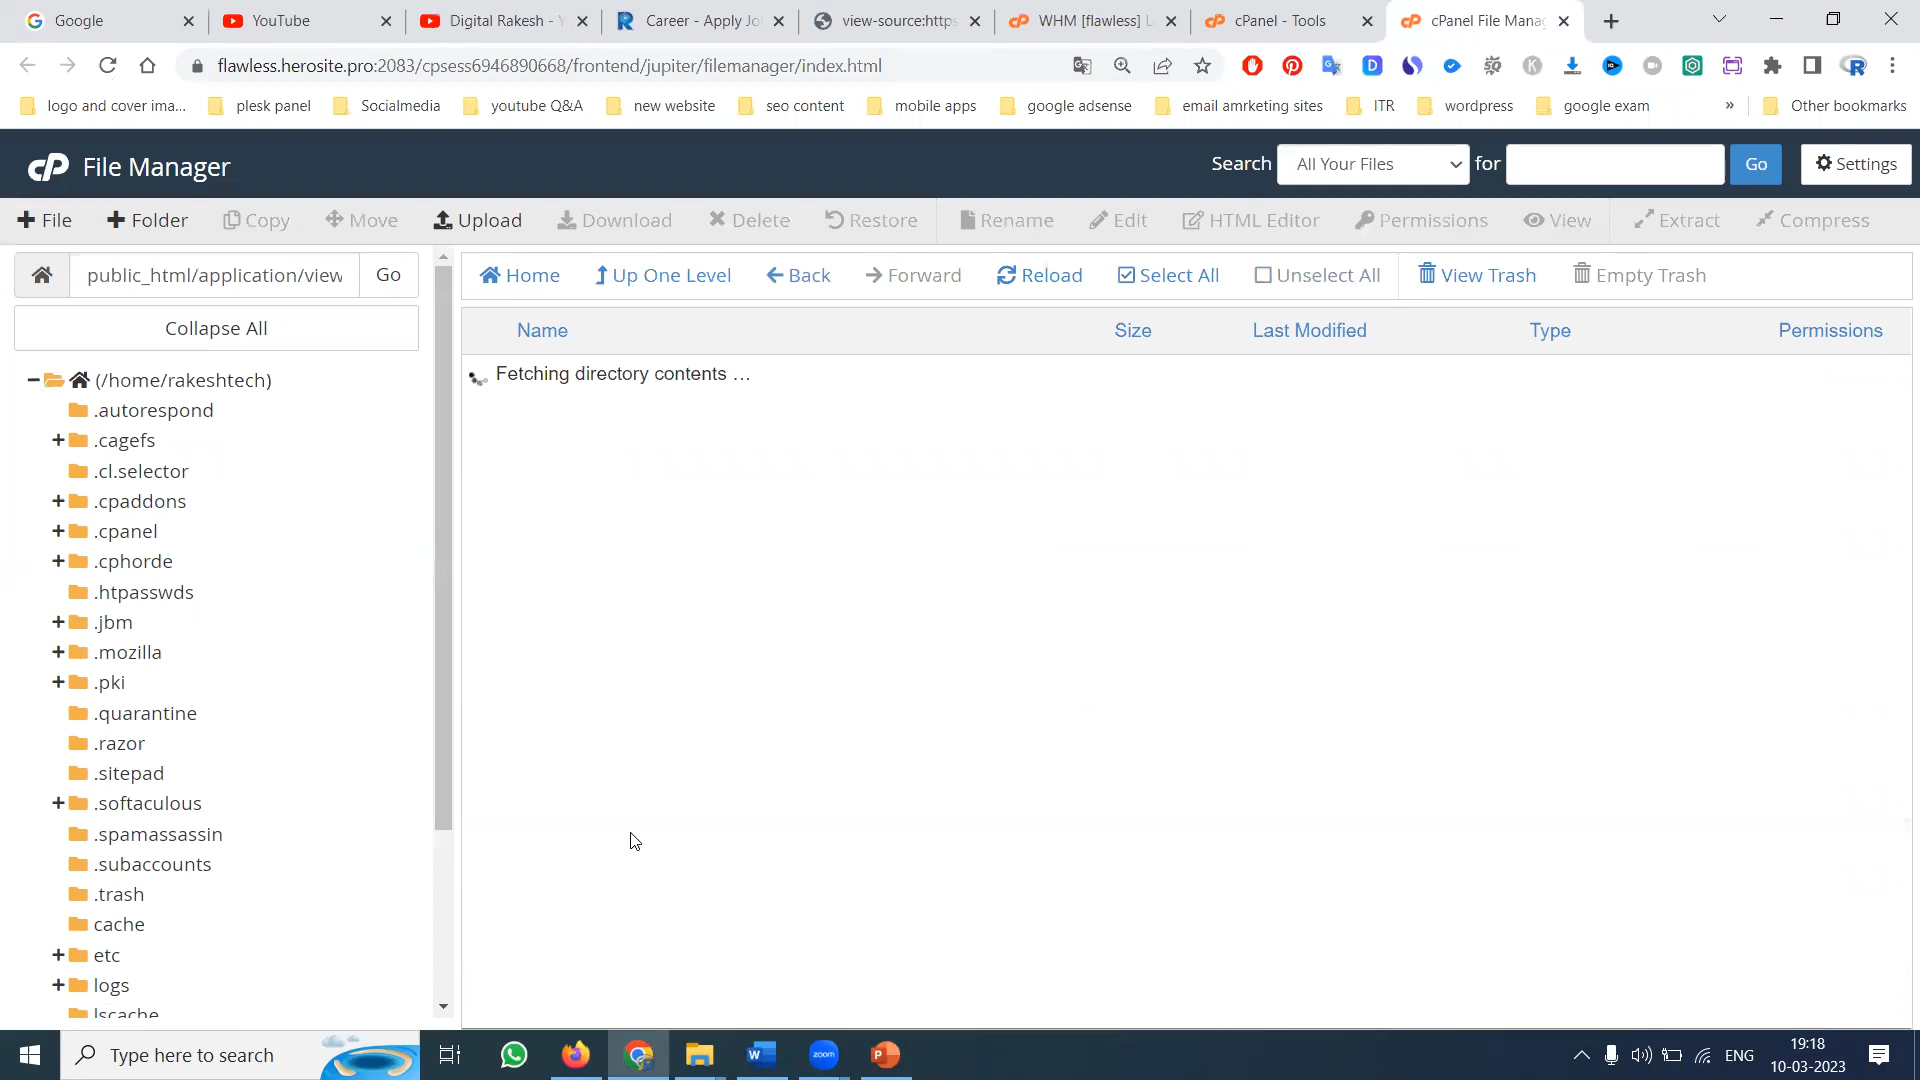 Google
YouTube
Digital Rakesh - Y
Career - Apply Jo
view-source:https
WHM [flawless] L
cPanel - Tools
cPanel File Mana
flawless.herosite.pro:2083/cpsess6946890668/frontend/jupiter/filemanager/index.html
logo and cover ima...
plesk panel
Socialmedia
youtube Q&A
new website
seo content
mobile apps
google adsense
email amrketing sites
ITR
wordpress
google exam
»
Other bookmarks
cP File Manager
Search
All Your Files
for
Go
Settings
File
Folder
Copy
Move
Upload
Download
Delete
Restore
Rename
Edit
HTML Editor
Permissions
View
Extract
Compress
public_html/application/view
Go
Home
Up One Level
Back
Forward
Reload
Select All
Unselect All
View Trash
Empty Trash
Collapse All
Name
Size
Last Modified
Type
Permissions
Fetching directory contents ...
(/home/rakeshtech)
.autorespond
.cagefs
.cl.selector
.cpaddons
.cpanel
.cphorde
.htpasswds
.jbm
.mozilla
.pki
.quarantine
.razor
.sitepad
.softaculous
.spamassassin
.subaccounts
.trash
cache
etc
logs
lscache
Type here to search
zoom
ENG
19:18
10-03-2023